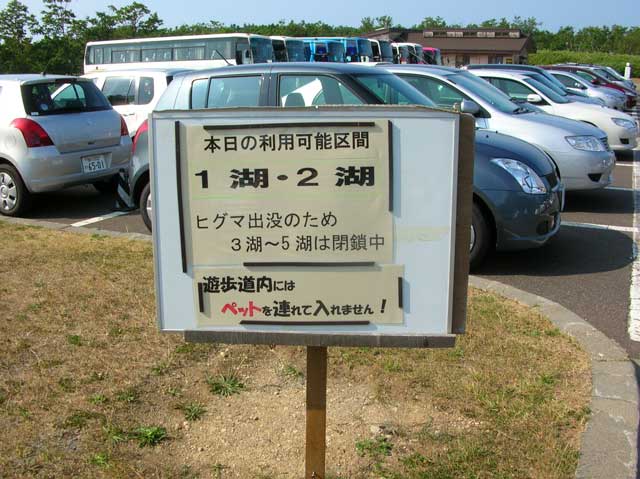 本日の利用可能区間
1湖・2湖
ヒグマ出没のため
3湖～5湖は閉鎖中
遊歩道内には
ペットを連れて入れません!
65-01